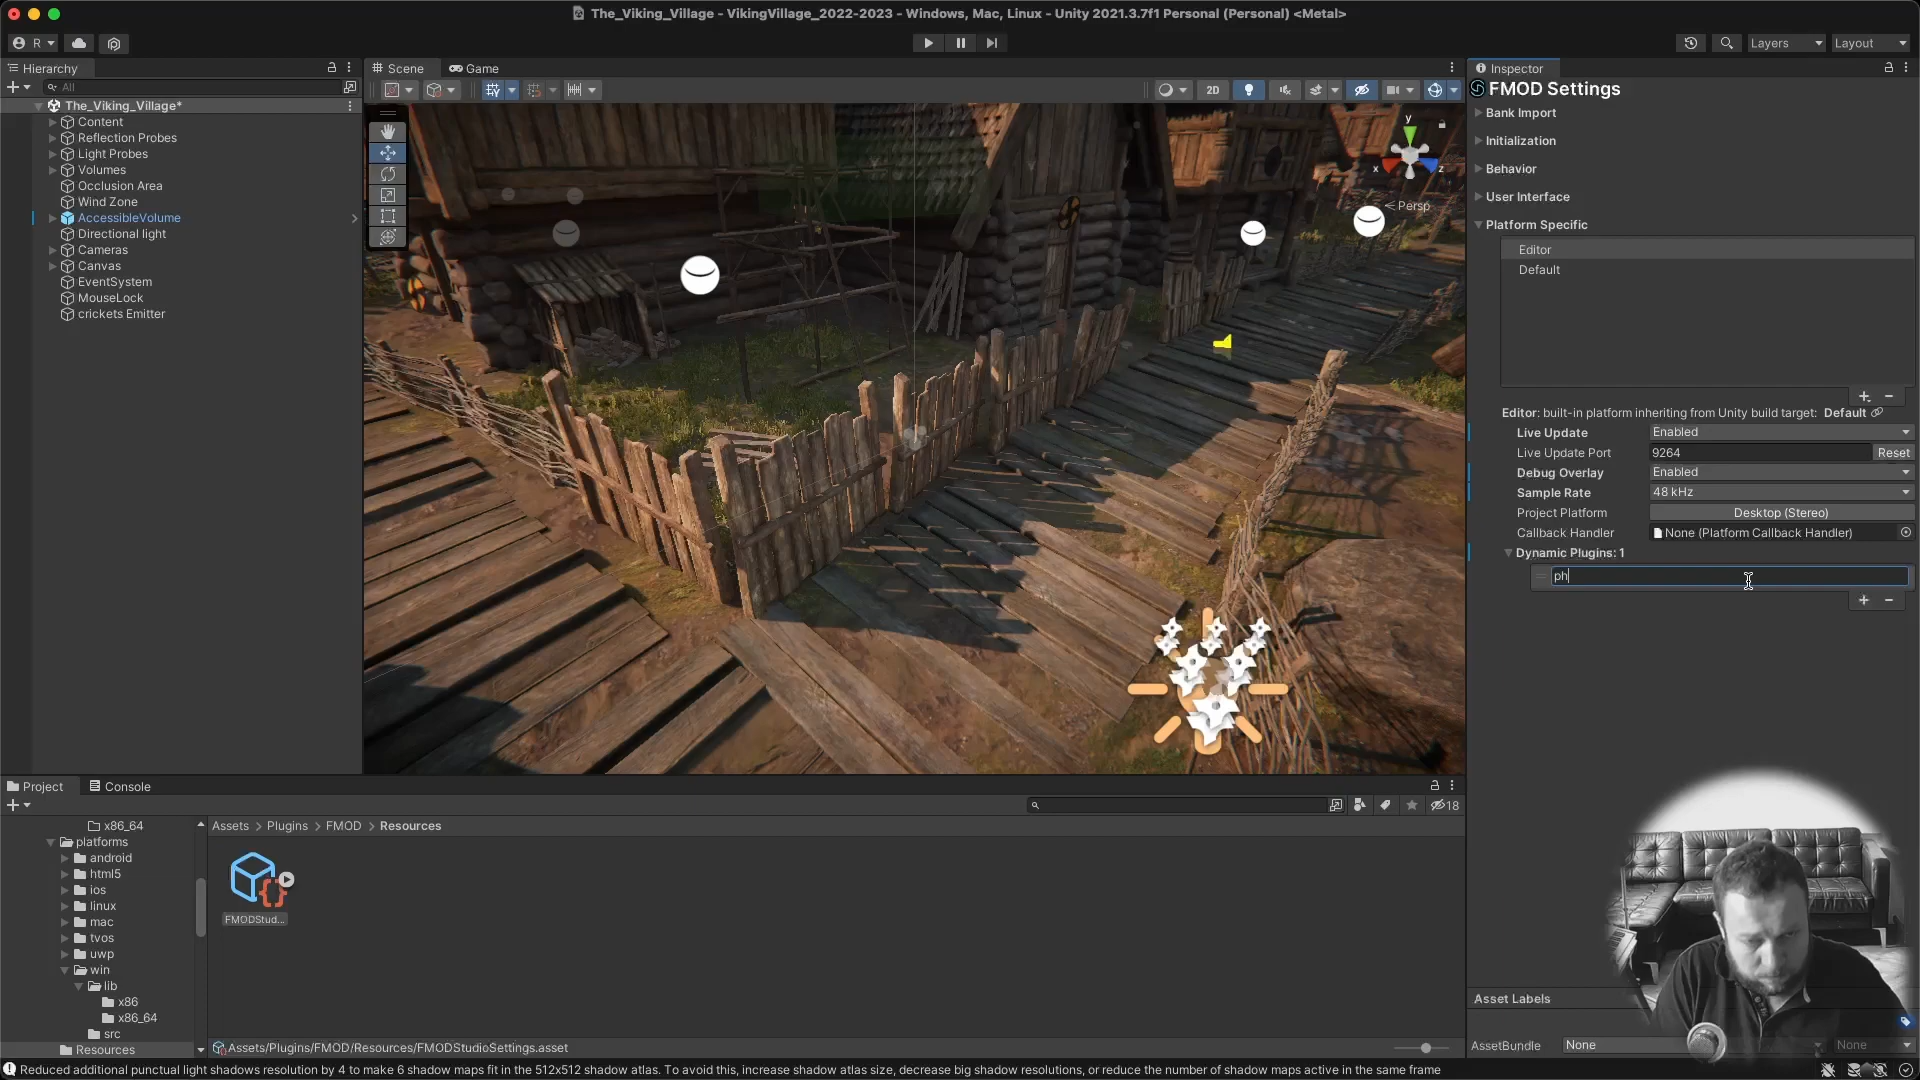 The_Viking_Village - VikingVillage_2022-2023 - Windows, Mac, Linux - Unity 2021.3.7f1 Personal (Personal) <Metal>
R
Layers
Layout
Hierarchy
All
The_Viking_Village*
Content
Reflection Probes
Light Probes
Volumes
Occlusion Area
Wind Zone
AccessibleVolume
Directional light
Cameras
Canvas
EventSystem
MouseLock
crickets Emitter
Scene
Game
2D
y
x
z
Persp
Inspector
FMOD Settings
Bank Import
Initialization
Behavior
User Interface
Platform Specific
Editor
Default
Editor: built-in platform inheriting from Unity build target: Default
Live Update Enabled
Live Update Port 9264 Reset
Debug Overlay Enabled
Sample Rate 48 kHz
Project Platform Desktop (Stereo)
Callback Handler None (Platform Callback Handler)
Dynamic Plugins: 1
ph
Asset Labels
AssetBundle None None
Project
Console
18
x86_64
platforms
android
html5
ios
linux
mac
tvos
uwp
win
lib
x86
x86_64
src
Resources
Assets > Plugins > FMOD > Resources
FMODStud...
Assets/Plugins/FMOD/Resources/FMODStudioSettings.asset
Reduced additional punctual light shadows resolution by 4 to make 6 shadow maps fit in the 512x512 shadow atlas. To avoid this, increase shadow atlas size, decrease big shadow resolutions, or reduce the number of shadow maps active in the same frame